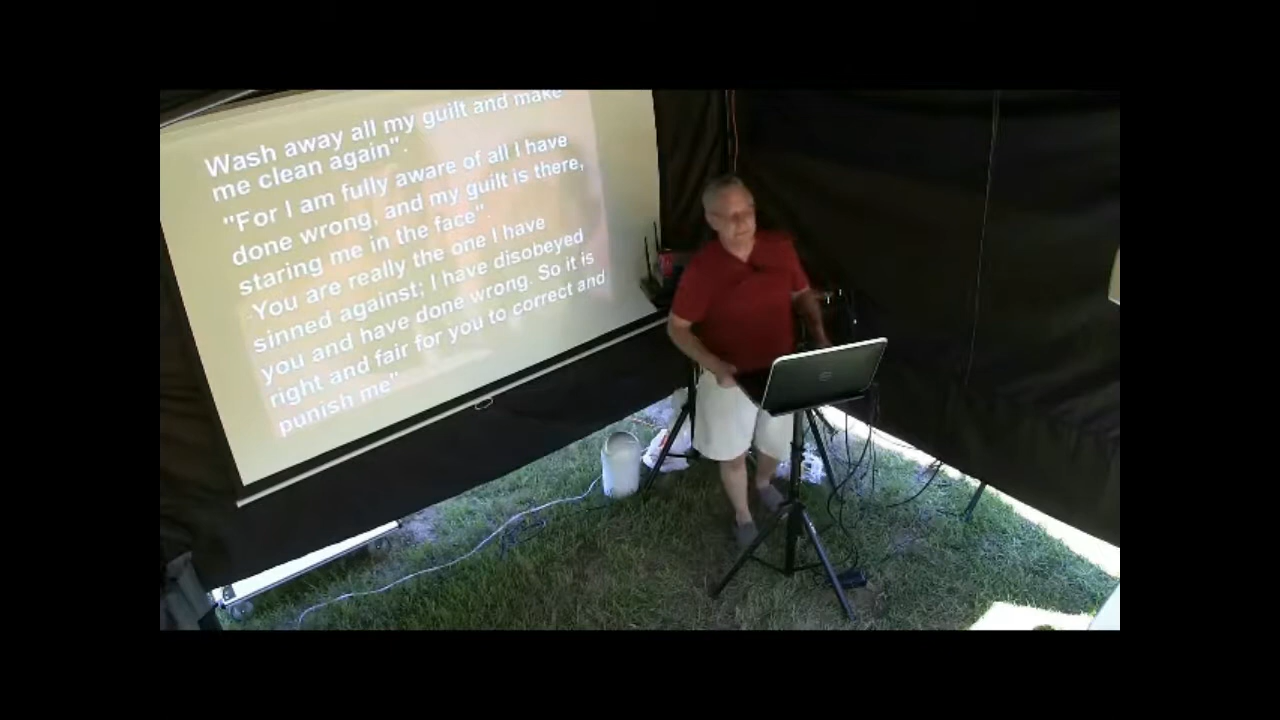 Wash away all my guilt and make
me clean again".
"For I am fully aware of all I have
done wrong, and my guilt is there,
staring me in the face".
You are really the one I have
sinned against; I have disobeyed
you and have done wrong. So it is
right and fair for you to correct and
punish me"